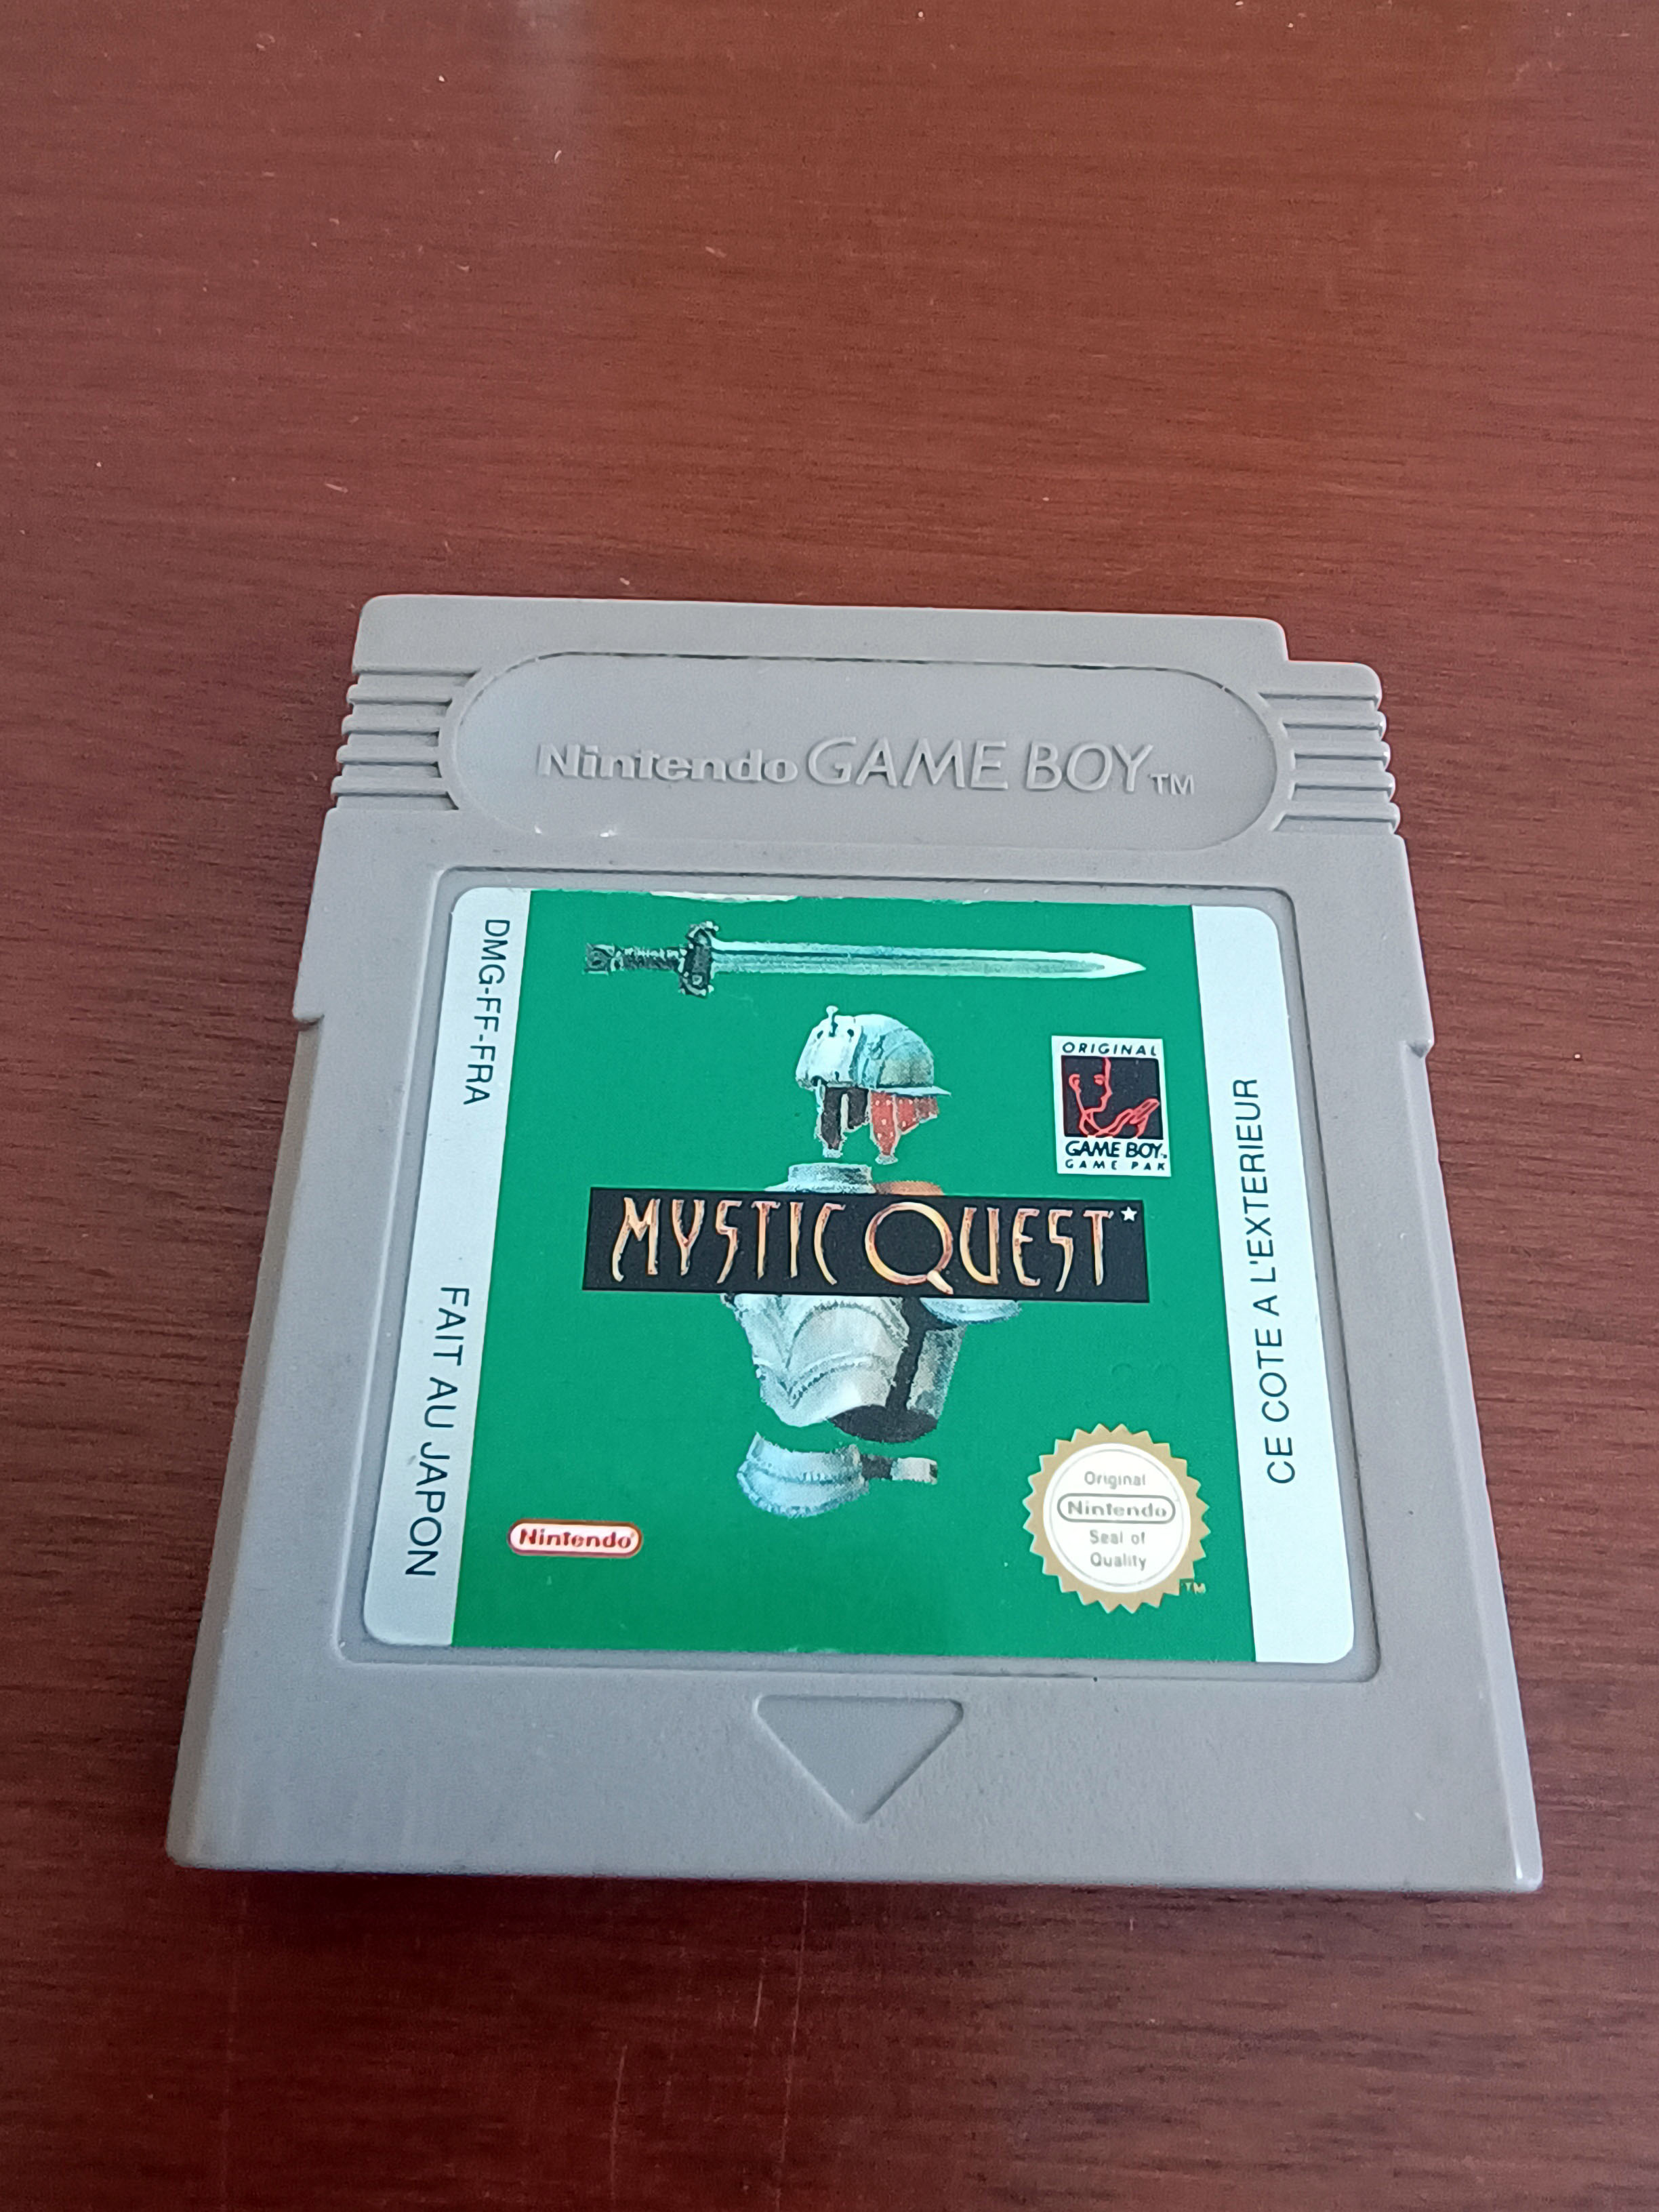 Nintendo GAME BOY TM
DMG-FF-FRA
FAIT AU JAPON
ORIGINAL
GAME BOY
GAME PAK
MYSTIC QUEST
Nintendo
Original
Nintendo
Seal of
Quality
TM
CE COTE A L'EXTERIEUR